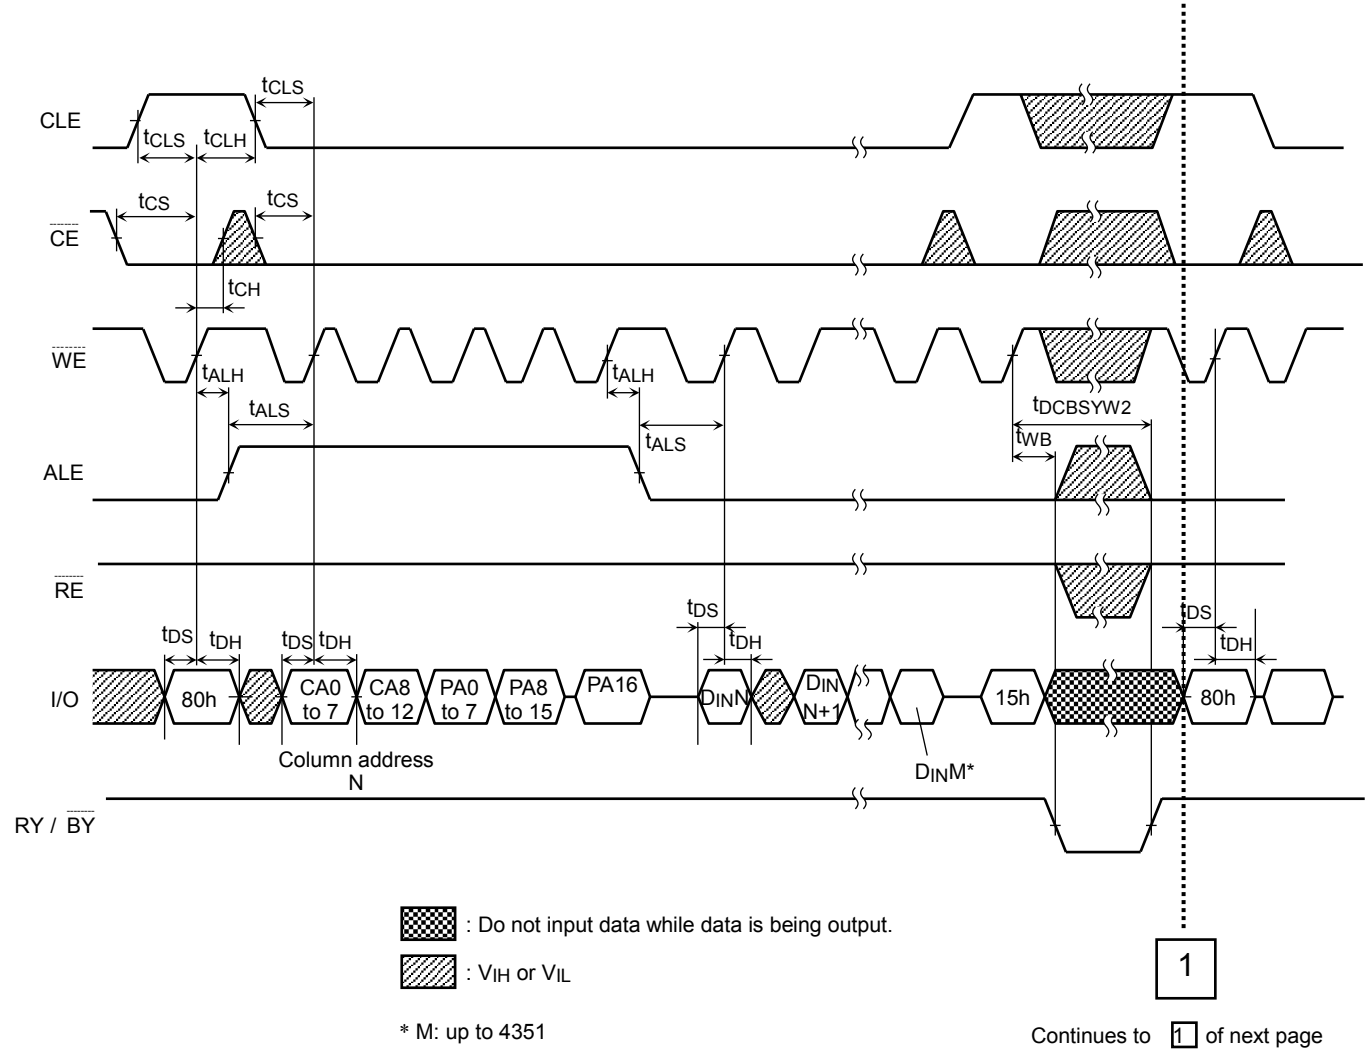 CLE
tCLS
tCLS
tCLH
CE
tCS
tCS
tCH
WE
tALH
tALS
tALH
tALS
tDCBSYW2
tWB
ALE
RE
I/O
tDS
tDH
tDS
tDH
tDS
tDH
tDS
tDH
80h
CA0
to 7
CA8
to 12
PA0
to 7
PA8
to 15
PA16
DINN
DIN
N+1
15h
80h
Column address
N
DINM*
RY / BY
: Do not input data while data is being output.
: VIH or VIL
* M: up to 4351
1
Continues to 1 of next page